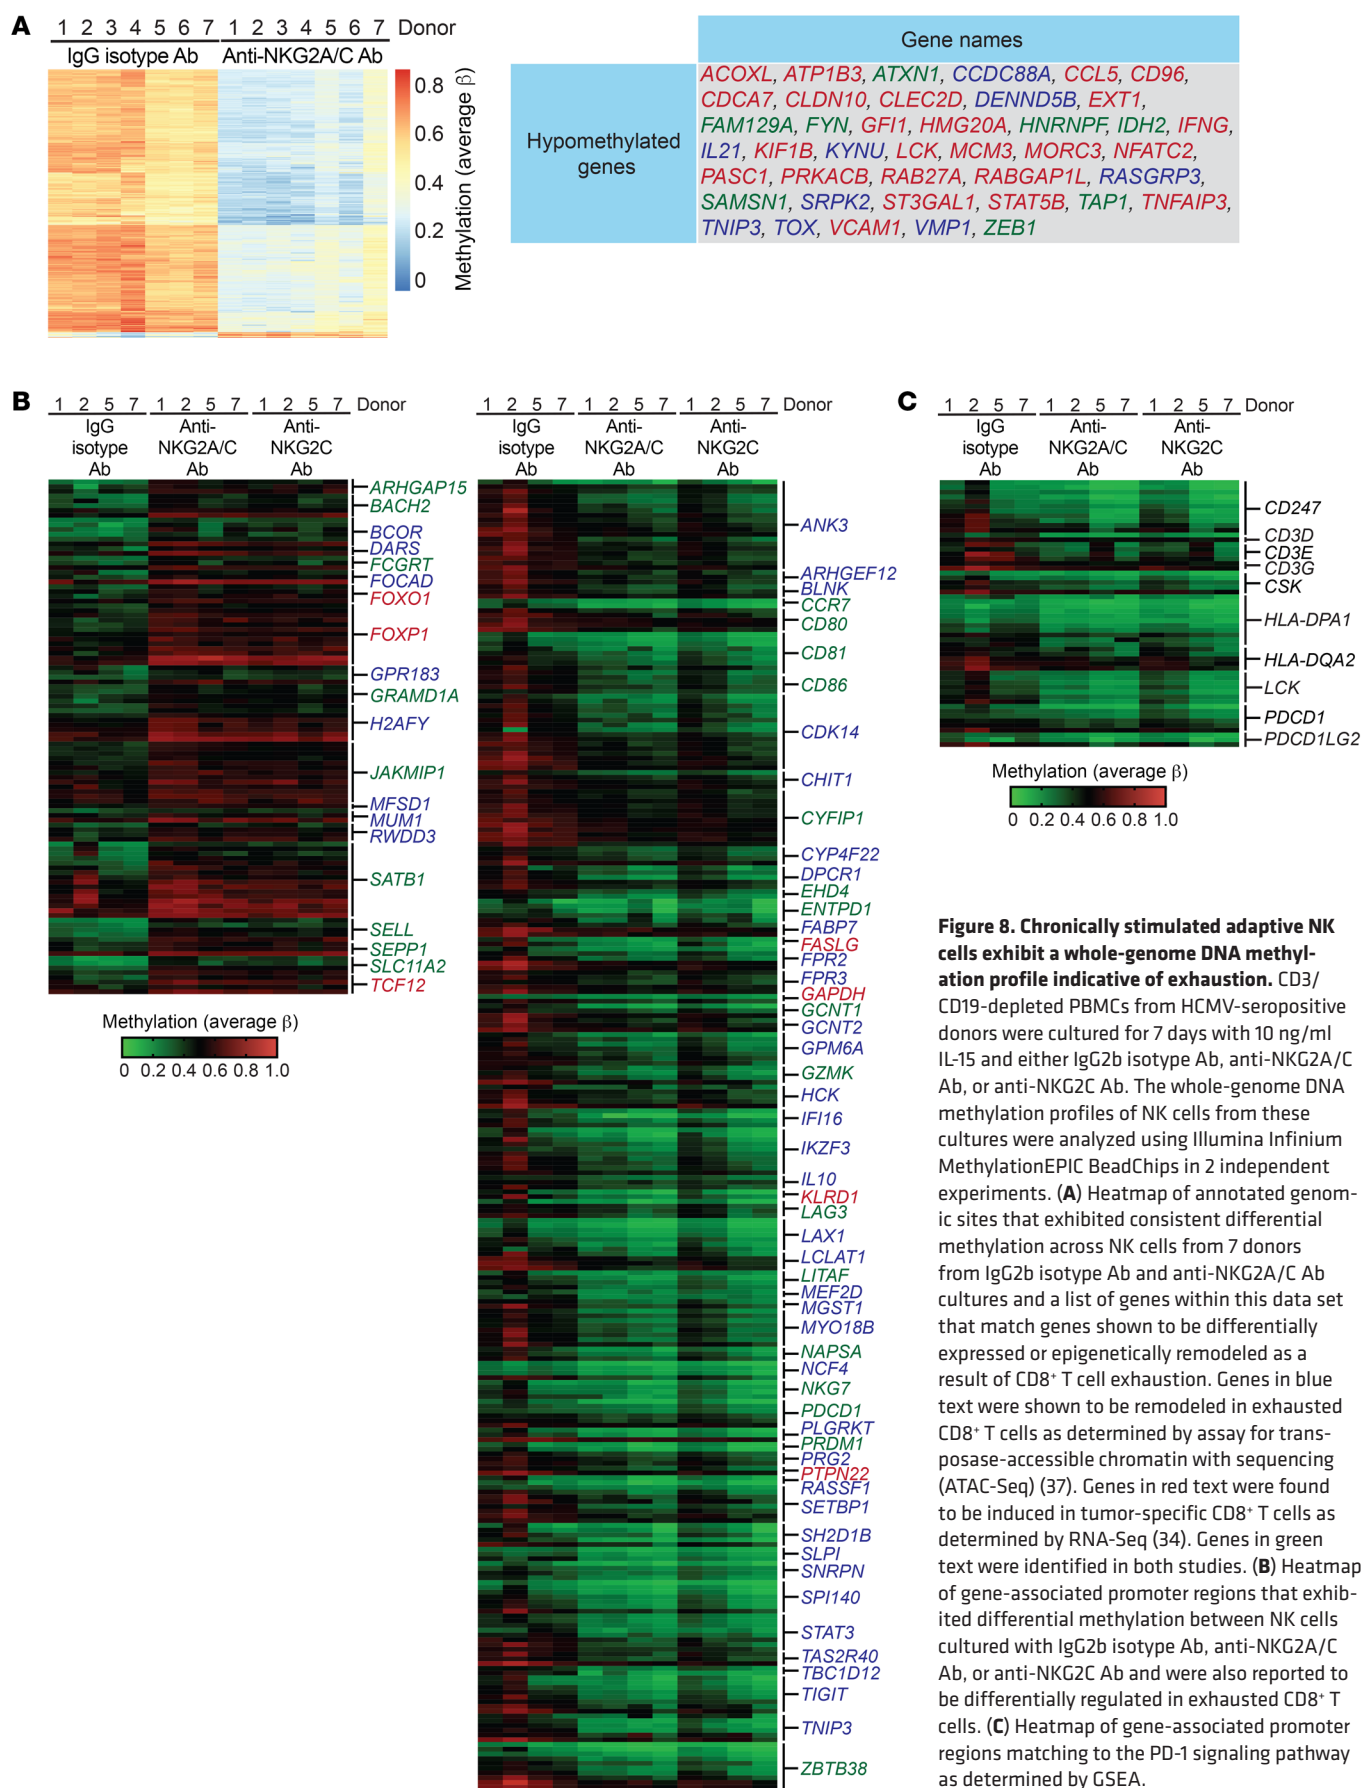 A
1 2 3 4 5 6 7 1 2 3 4 5 6 7 Donor
IgG isotype Ab Anti-NKG2A/C Ab
0.8
0.6
0.4
0.2
0
Methylation (average β)
Gene names
Hypomethylated
genes
ACOXL, ATP1B3, ATXN1, CCDC88A, CCL5, CD96,
CDCA7, CLDN10, CLEC2D, DENND5B, EXT1,
FAM129A, FYN, GFI1, HMG20A, HNRNPF, IDH2, IFNG,
IL21, KIF1B, KYNU, LCK, MCM3, MORC3, NFATC2,
PASC1, PRKACB, RAB27A, RABGAP1L, RASGRP3,
SAMSN1, SRPK2, ST3GAL1, STAT5B, TAP1, TNFAIP3,
TNIP3, TOX, VCAM1, VMP1, ZEB1
B
1 2 5 7 1 2 5 7 1 2 5 7 Donor
IgG isotype Ab
Anti-NKG2A/C Ab
Anti-NKG2C Ab
ARHGAP15
BACH2
BCOR
DARS
FCGRT
FOCAD
FOXO1
FOXP1
GPR183
GRAMD1A
H2AFY
JAKMIP1
MFSD1
MUM1
RWDD3
SATB1
SELL
SEPP1
SLC11A2
TCF12
Methylation (average β)
0 0.2 0.4 0.6 0.8 1.0
1 2 5 7 1 2 5 7 1 2 5 7 Donor
IgG isotype Ab
Anti-NKG2A/C Ab
Anti-NKG2C Ab
ANK3
ARHGEF12
BLNK
CCR7
CD80
CD81
CD86
CDK14
CHIT1
CYFIP1
CYP4F22
DPCR1
EHD4
ENTPD1
FABP7
FASLG
FPR2
FPR3
GAPDH
GCNT1
GCNT2
GPM6A
GZMK
HCK
IFI16
IKZF3
IL10
KLRD1
LAG3
LAX1
LCLAT1
LITAF
MEF2D
MGST1
MYO18B
NAPSA
NCF4
NKG7
PDCD1
PLGRKT
PRDM1
PRG2
PTPN22
RASSF1
SETBP1
SH2D1B
SLPI
SNRPN
SPI140
STAT3
TAS2R40
TBC1D12
TIGIT
TNIP3
ZBTB38
C
1 2 5 7 1 2 5 7 1 2 5 7 Donor
IgG isotype Ab
Anti-NKG2A/C Ab
Anti-NKG2C Ab
CD247
CD3D
CD3E
CD3G
CSK
HLA-DPA1
HLA-DQA2
LCK
PDCD1
PDCD1LG2
Methylation (average β)
0 0.2 0.4 0.6 0.8 1.0
Figure 8. Chronically stimulated adaptive NK
cells exhibit a whole-genome DNA methyl-
ation profile indicative of exhaustion. CD3/
CD19-depleted PBMCs from HCMV-seropositive
donors were cultured for 7 days with 10 ng/ml
IL-15 and either IgG2b isotype Ab, anti-NKG2A/C
Ab, or anti-NKG2C Ab. The whole-genome DNA
methylation profiles of NK cells from these
cultures were analyzed using Illumina Infinium
MethylationEPIC BeadChips in 2 independent
experiments. (A) Heatmap of annotated genom-
ic sites that exhibited consistent differential
methylation across NK cells from 7 donors
from IgG2b isotype Ab and anti-NKG2A/C Ab
cultures and a list of genes within this data set
that match genes shown to be differentially
expressed or epigenetically remodeled as a
result of CD8⁺ T cell exhaustion. Genes in blue
text were shown to be remodeled in exhausted
CD8⁺ T cells as determined by assay for trans-
posase-accessible chromatin with sequencing
(ATAC-Seq) (37). Genes in red text were found
to be induced in tumor-specific CD8⁺ T cells as
determined by RNA-Seq (34). Genes in green
text were identified in both studies. (B) Heatmap
of gene-associated promoter regions that exhib-
ited differential methylation between NK cells
cultured with IgG2b isotype Ab, anti-NKG2A/C
Ab, or anti-NKG2C Ab and were also reported to
be differentially regulated in exhausted CD8⁺ T
cells. (C) Heatmap of gene-associated promoter
regions matching to the PD-1 signaling pathway
as determined by GSEA.